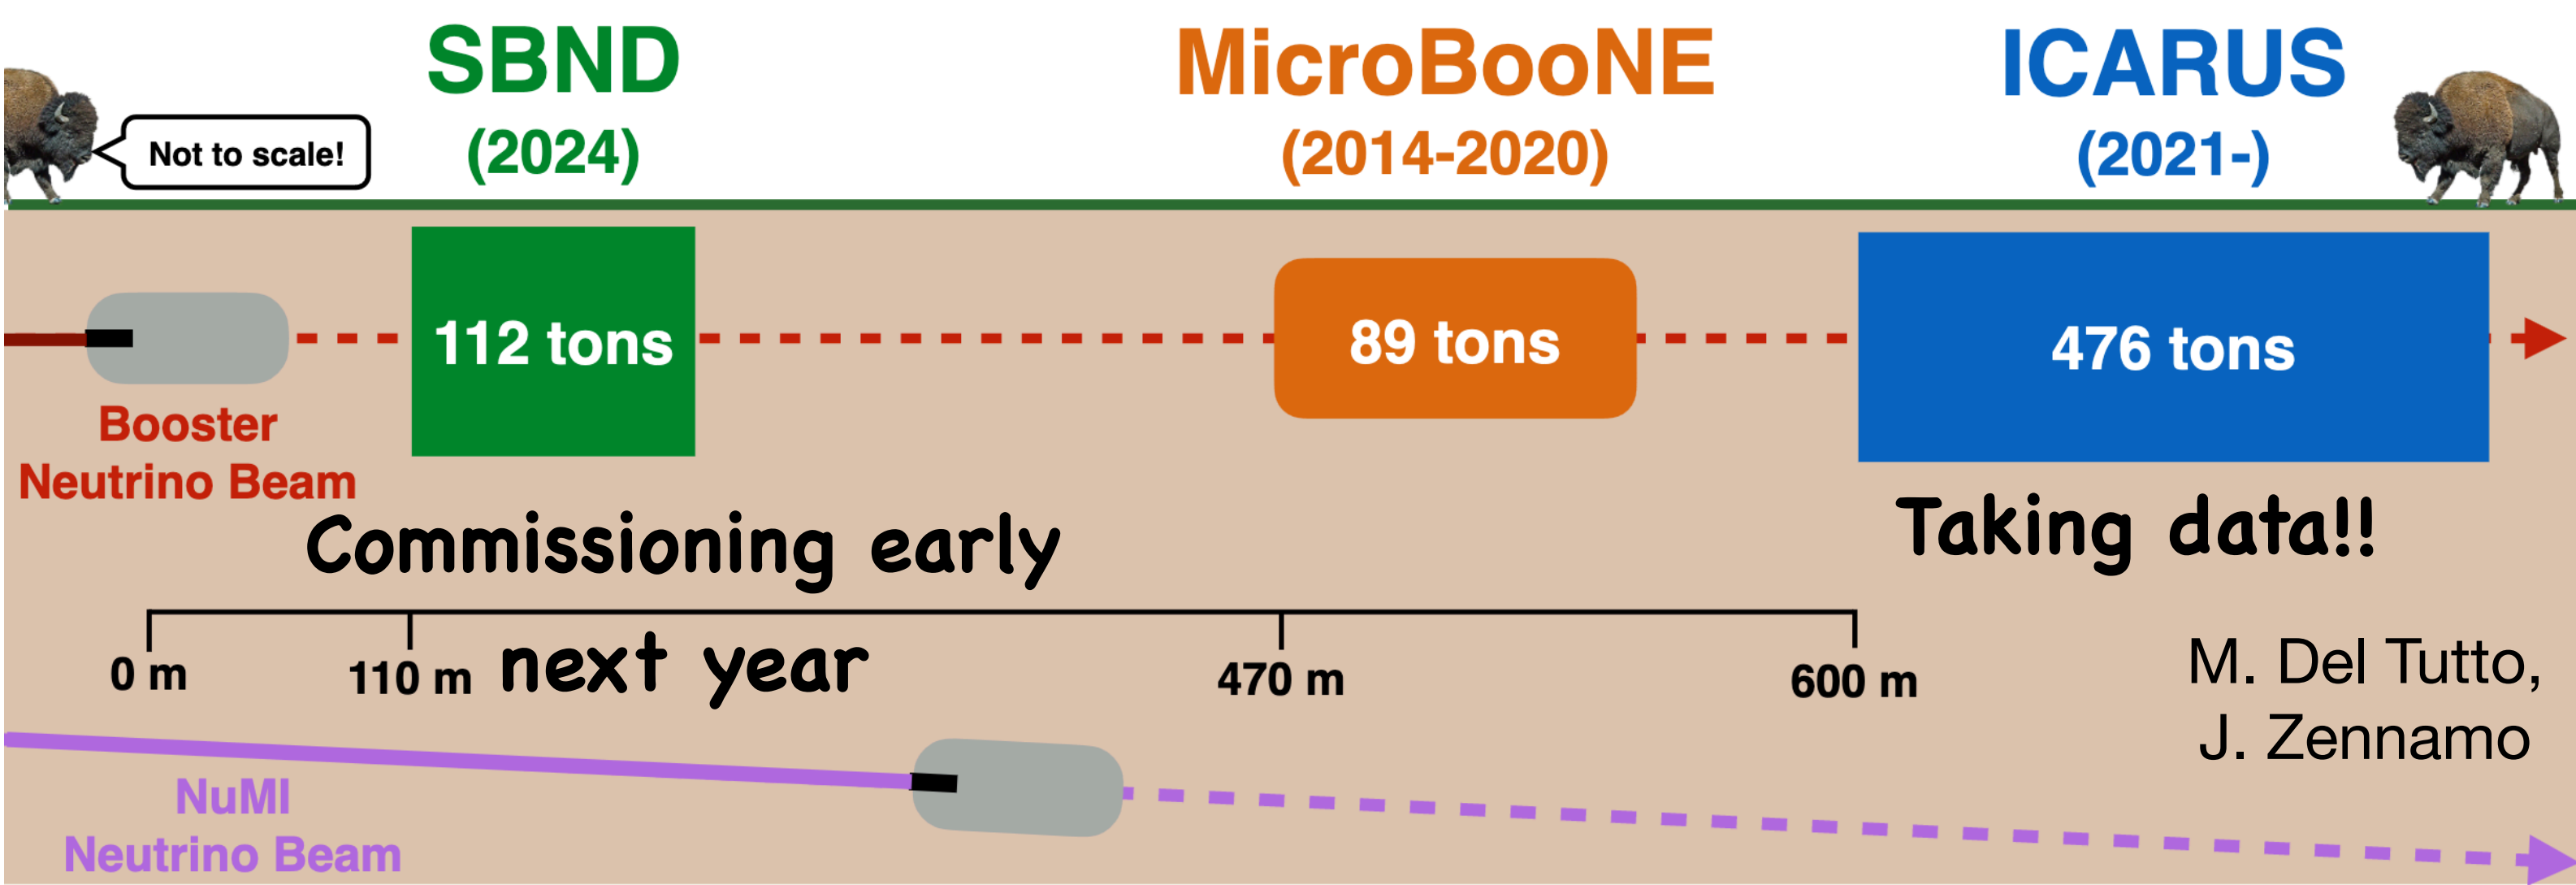 SBND
(2024)
MicroBooNE
(2014-2020)
ICARUS
(2021-)
Not to scale!
112 tons
89 tons
476 tons
Booster
Neutrino Beam
Commissioning early
next year
Taking data!!
0 m
110 m
470 m
600 m
M. Del Tutto,
J. Zennamo
NuMI
Neutrino Beam